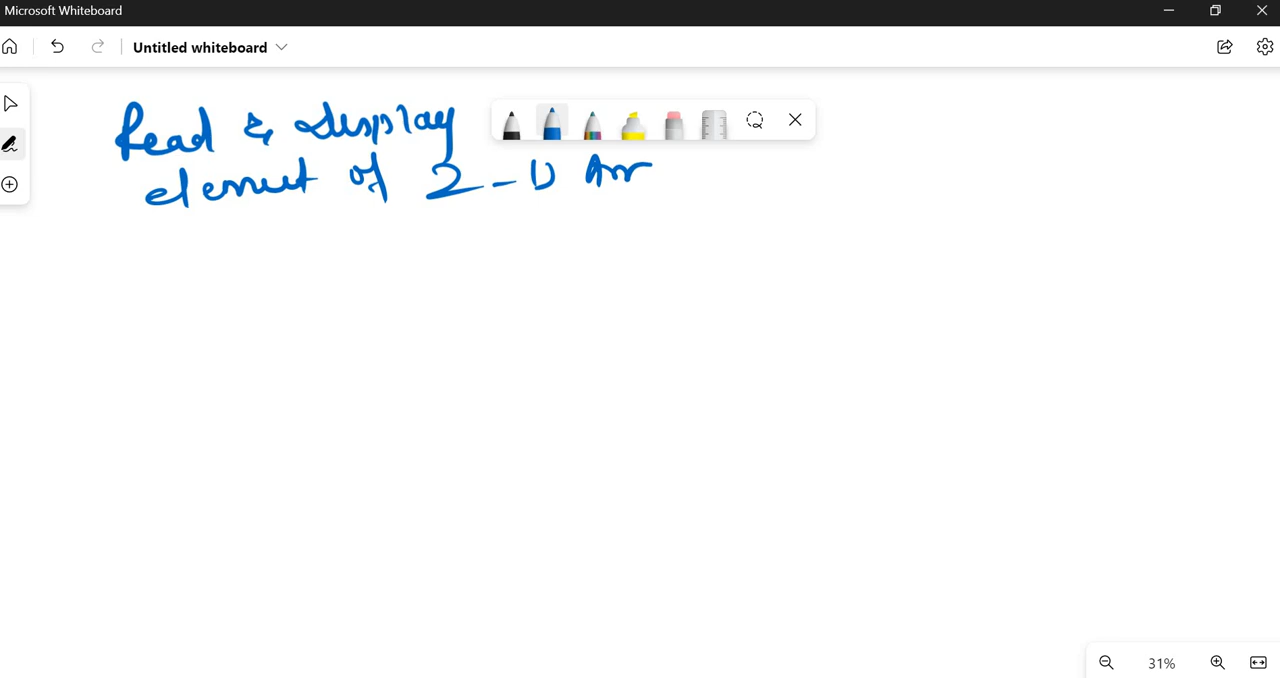 Microsoft Whiteboard
Untitled whiteboard
Read & display
element of 2-D Arr
31%